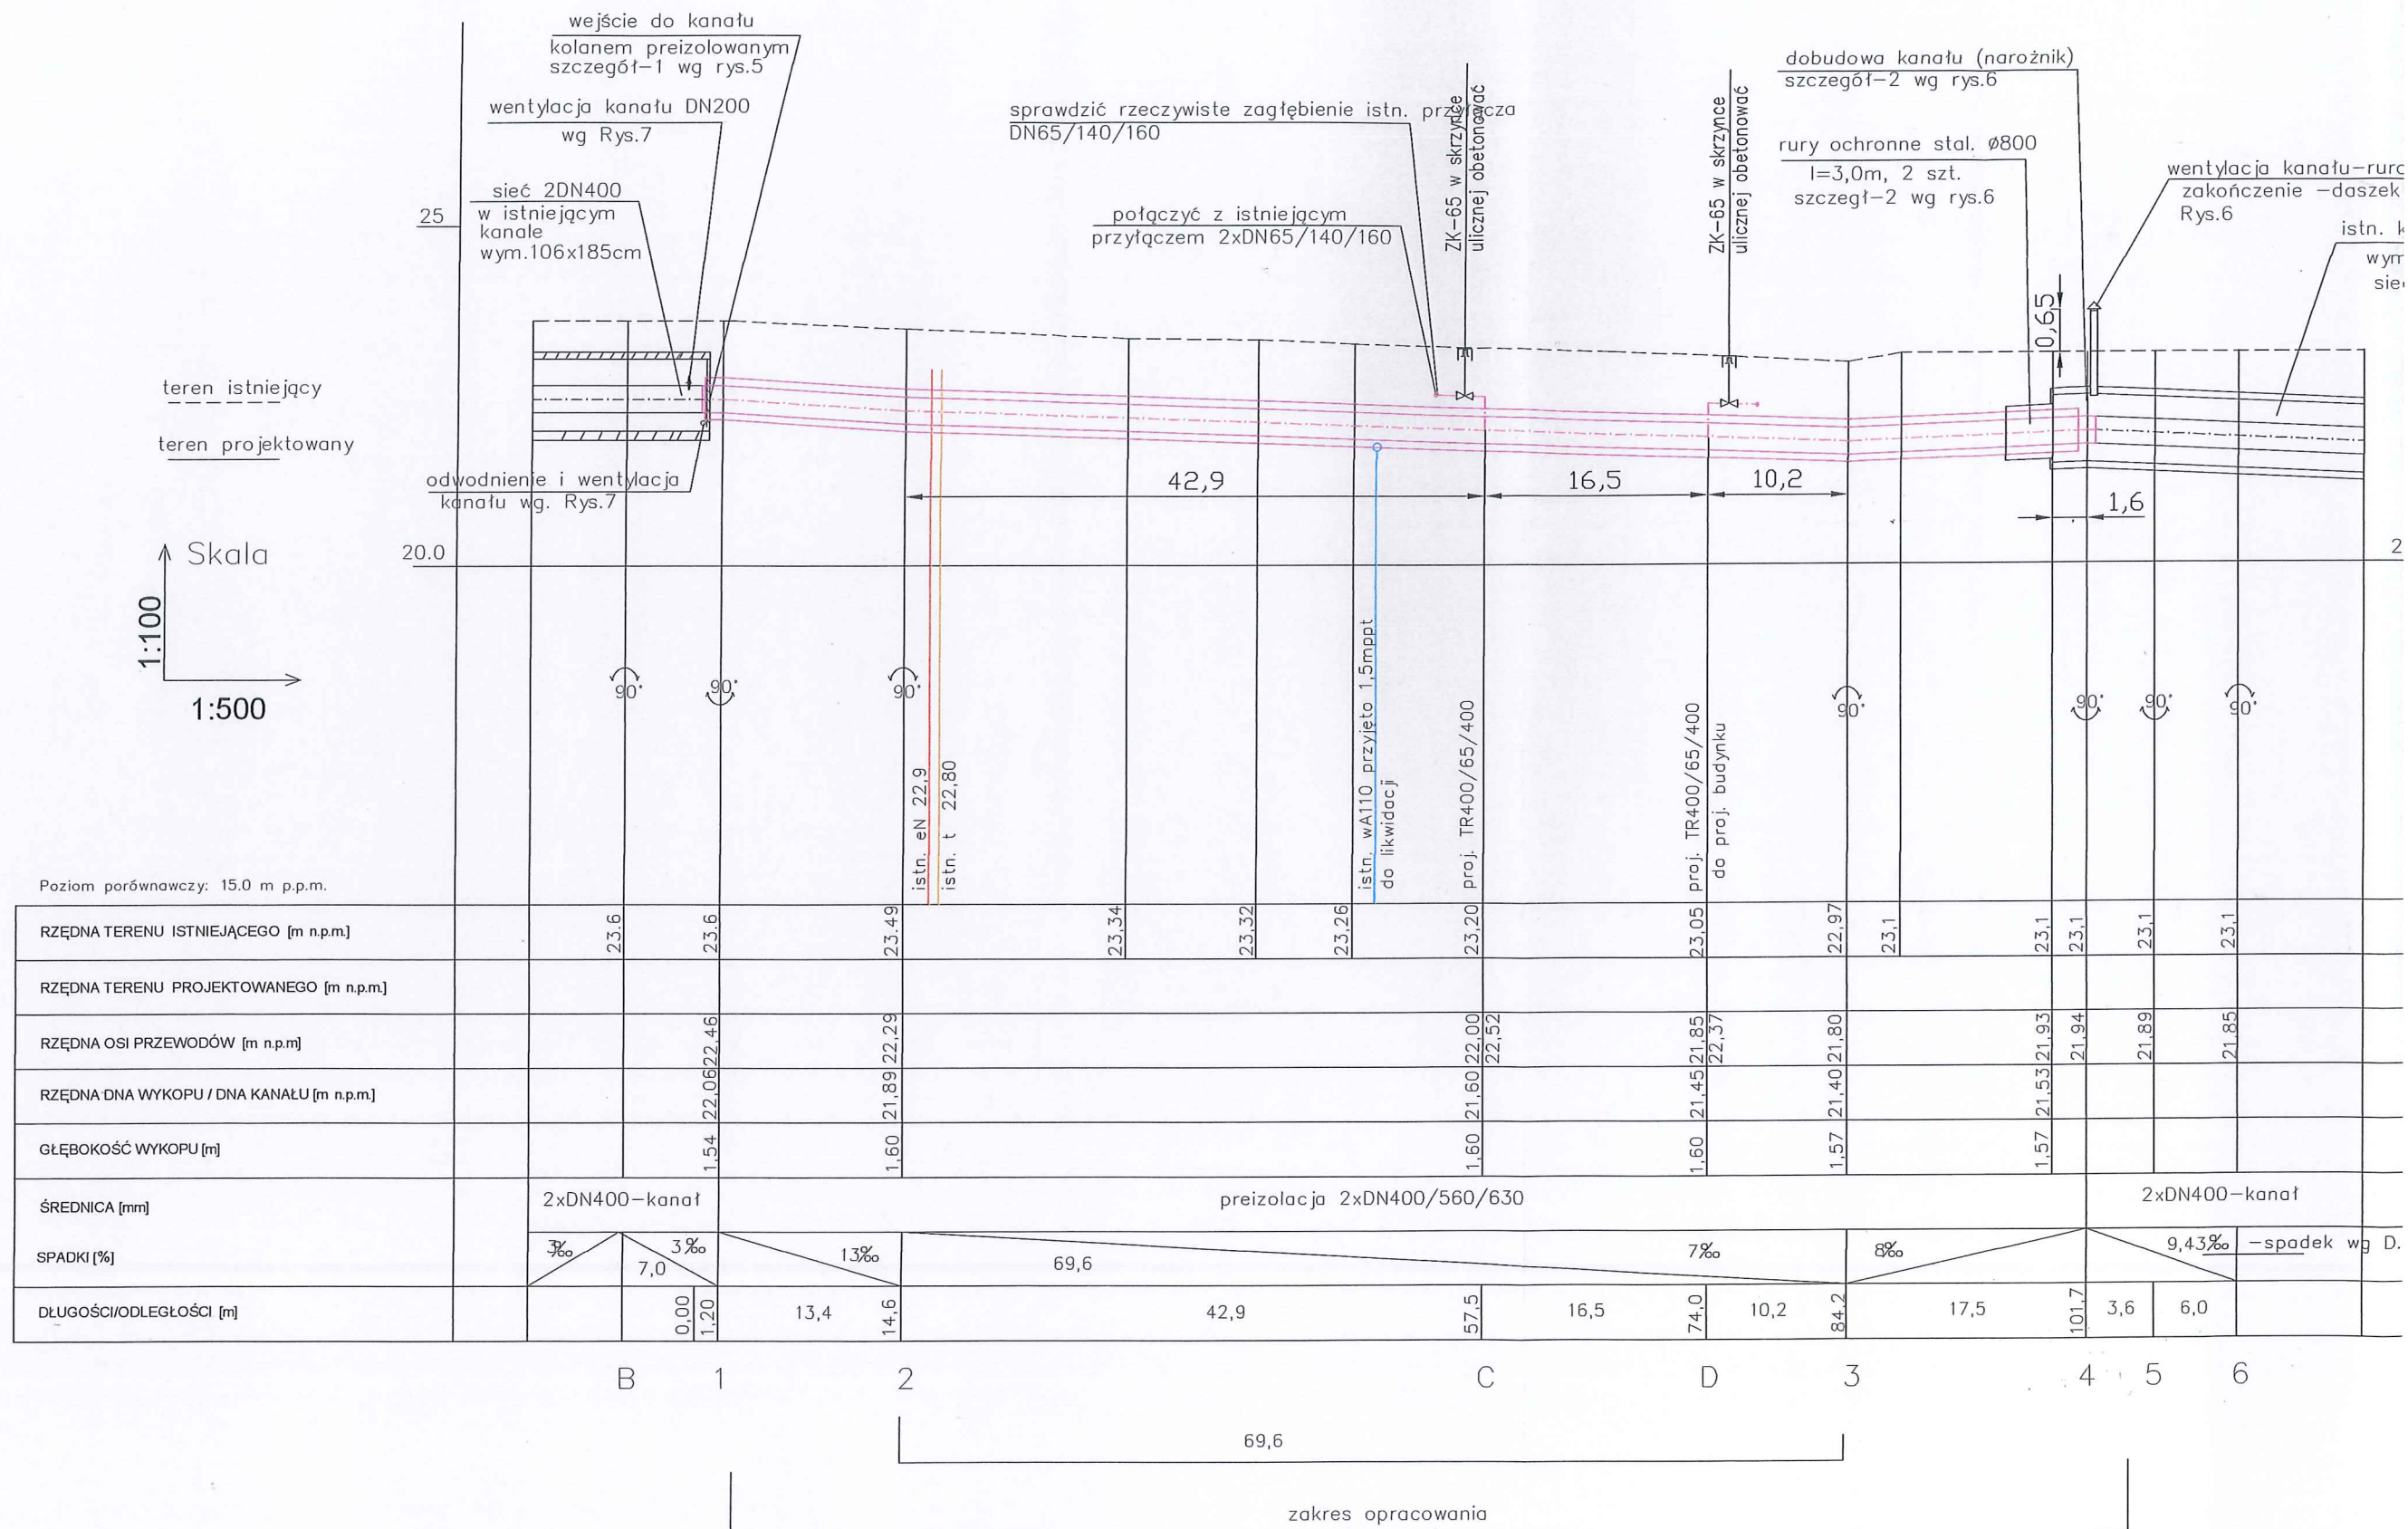 wejście do kanału
kolanem preizolowanym
szczegół-1 wg rys.5
wentylacja kanału DN200
wg Rys.7
sieć 2DN400
w istniejącym
kanale
wym.106x185cm
odwodnienie i wentylacja
kanału wg. Rys.7
sprawdzić rzeczywiste zagłębienie istn. przyłącza
DN65/140/160
połączyć z istniejącym
przyłączem 2xDN65/140/160
ZK-65 w skrzynce
ulicznej obetonować
ZK-65 w skrzynce
ulicznej obetonować
dobudowa kanału (narożnik)
szczegół-2 wg rys.6
rury ochronne stal. Ø800
l=3,0m, 2 szt.
szczegł-2 wg rys.6
wentylacja kanału-ruro
zakończenie -daszek
Rys.6
istn. k
wym
sie
25
20.0
2
teren istniejący
teren projektowany
Skala
1:100
1:500
42,9
16,5
10,2
0,65
1,6
90°
90°
90°
90°
90°
90°
90°
istn. eN 22,9
istn. t 22,80
istn. wA110 przyjęto 1,5mppt
do likwidacji
proj. TR400/65/400
proj. TR400/65/400
do proj. budynku
Poziom porównawczy: 15.0 m p.p.m.
RZĘDNA TERENU ISTNIEJĄCEGO [m n.p.m.]
23.6 23.6 23.49 23,34 23,32 23,26 23,20 23,05 22,97 23,1 23,1 23,1 23,1 23,1
RZĘDNA TERENU PROJEKTOWANEGO [m n.p.m.]
RZĘDNA OSI PRZEWODÓW [m n.p.m]
22,46 22,29 22,00 22,52 21,85 22,37 21,80 21,93 21,94 21,89 21,85
RZĘDNA DNA WYKOPU / DNA KANAŁU [m n.p.m.]
22,06 21,89 21,60 21,45 21,40 21,53
GŁĘBOKOŚĆ WYKOPU [m]
1,54 1,60 1,60 1,60 1,57 1,57
ŚREDNICA [mm]
2xDN400-kanał preizolacja 2xDN400/560/630 2xDN400-kanał
SPADKI [%]
3‰ 3‰ 7,0 13‰ 69,6 7‰ 8‰ 9,43‰ -spadek wg D.
DŁUGOŚCI/ODLEGŁOŚCI [m]
0,00 1,20 13,4 14,6 42,9 57,5 16,5 74,0 10,2 84,2 17,5 101,7 3,6 6,0
B 1 2 C D 3 4 5 6
69,6
zakres opracowania